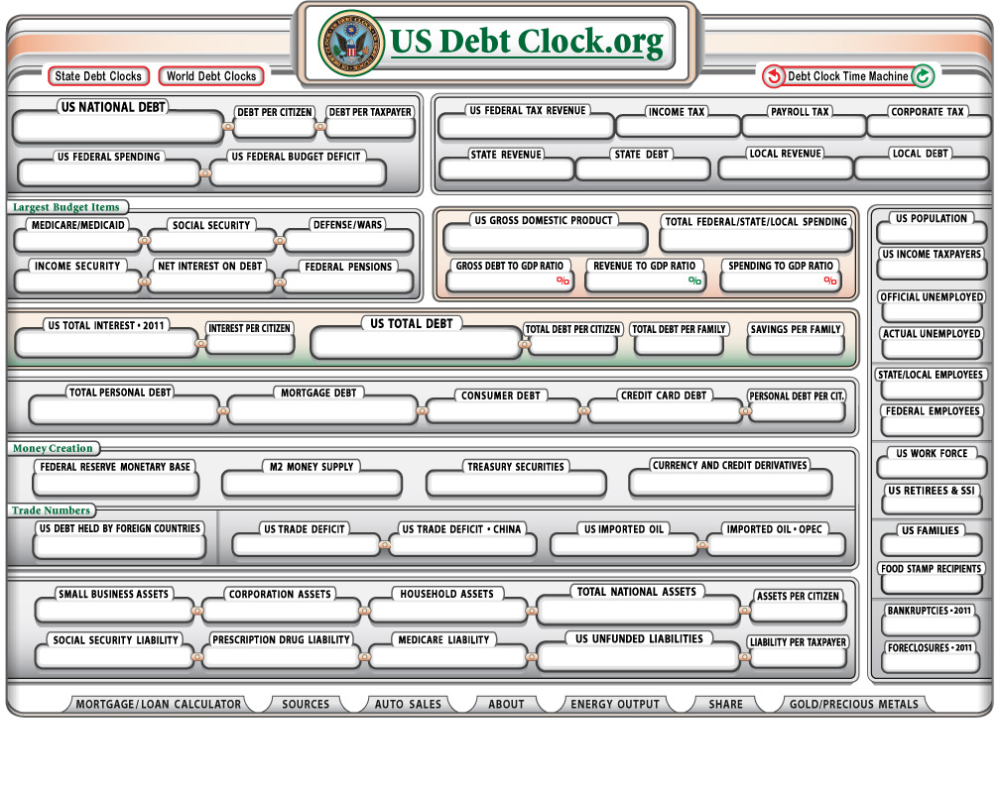 US Debt Clock.org
State Debt Clocks
World Debt Clocks
Debt Clock Time Machine
US NATIONAL DEBT
DEBT PER CITIZEN
DEBT PER TAXPAYER
US FEDERAL SPENDING
US FEDERAL BUDGET DEFICIT
US FEDERAL TAX REVENUE
INCOME TAX
PAYROLL TAX
CORPORATE TAX
STATE REVENUE
STATE DEBT
LOCAL REVENUE
LOCAL DEBT
Largest Budget Items
MEDICARE/MEDICAID
SOCIAL SECURITY
DEFENSE/WARS
INCOME SECURITY
NET INTEREST ON DEBT
FEDERAL PENSIONS
US GROSS DOMESTIC PRODUCT
TOTAL FEDERAL/STATE/LOCAL SPENDING
GROSS DEBT TO GDP RATIO
%
REVENUE TO GDP RATIO
%
SPENDING TO GDP RATIO
%
US TOTAL INTEREST • 2011
INTEREST PER CITIZEN
US TOTAL DEBT
TOTAL DEBT PER CITIZEN
TOTAL DEBT PER FAMILY
SAVINGS PER FAMILY
TOTAL PERSONAL DEBT
MORTGAGE DEBT
CONSUMER DEBT
CREDIT CARD DEBT
PERSONAL DEBT PER CIT.
Money Creation
FEDERAL RESERVE MONETARY BASE
M2 MONEY SUPPLY
TREASURY SECURITIES
CURRENCY AND CREDIT DERIVATIVES
Trade Numbers
US DEBT HELD BY FOREIGN COUNTRIES
US TRADE DEFICIT
US TRADE DEFICIT • CHINA
US IMPORTED OIL
IMPORTED OIL • OPEC
SMALL BUSINESS ASSETS
CORPORATION ASSETS
HOUSEHOLD ASSETS
TOTAL NATIONAL ASSETS
ASSETS PER CITIZEN
SOCIAL SECURITY LIABILITY
PRESCRIPTION DRUG LIABILITY
MEDICARE LIABILITY
US UNFUNDED LIABILITIES
LIABILITY PER TAXPAYER
US POPULATION
US INCOME TAXPAYERS
OFFICIAL UNEMPLOYED
ACTUAL UNEMPLOYED
STATE/LOCAL EMPLOYEES
FEDERAL EMPLOYEES
US WORK FORCE
US RETIREES & SSI
US FAMILIES
FOOD STAMP RECIPIENTS
BANKRUPTCIES • 2011
FORECLOSURES • 2011
MORTGAGE/LOAN CALCULATOR
SOURCES
AUTO SALES
ABOUT
ENERGY OUTPUT
SHARE
GOLD/PRECIOUS METALS